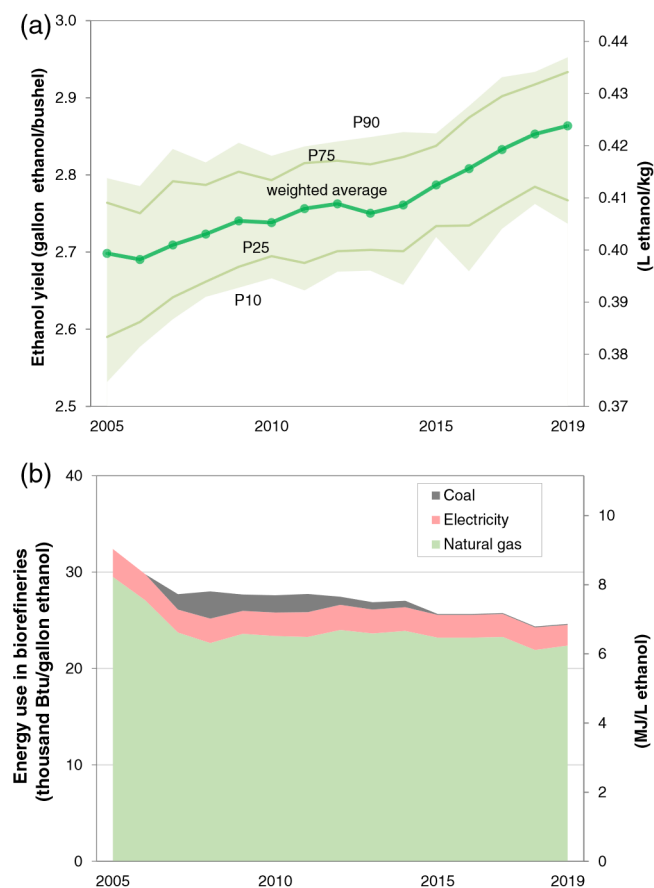 (a)
Ethanol yield (gallon ethanol/bushel)
3.0
2.9
2.8
2.7
2.6
2.5
P90
P75
weighted average
P25
P10
0.44
0.43
0.42
0.41
0.40
0.39
0.38
0.37
(L ethanol/kg)
2005
2010
2015
2019
(b)
Energy use in biorefineries
(thousand Btu/gallon ethanol)
40
30
20
10
0
Coal
Electricity
Natural gas
10
8
6
4
2
0
(MJ/L ethanol)
2005
2010
2015
2019